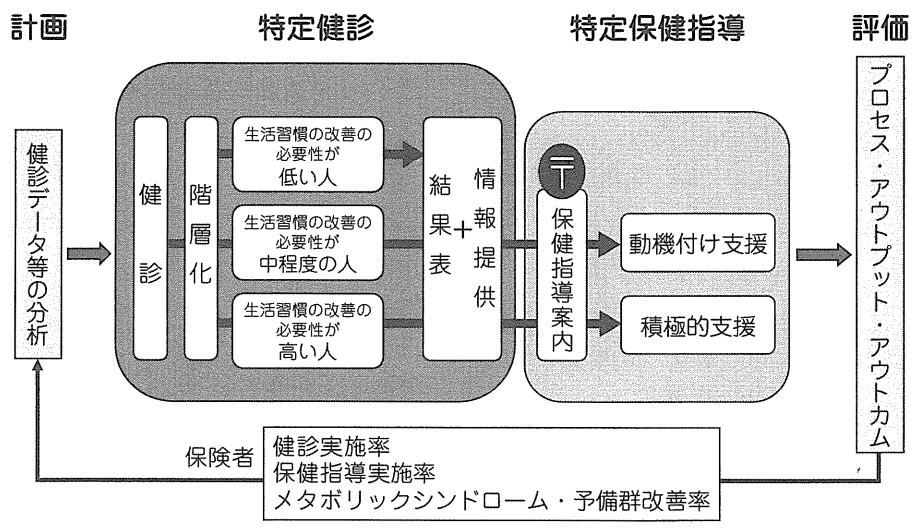 計画
特定健診
特定保健指導
評価
健診データ等の分析
健診
階層化
生活習慣の改善の
必要性が
低い人
生活習慣の改善の
必要性が
中程度の人
生活習慣の改善の
必要性が
高い人
結果表
+
情報提供
〒
保健指導案内
動機付け支援
積極的支援
プロセス・アウトプット・アウトカム
保険者
健診実施率
保健指導実施率
メタボリックシンドローム・予備群改善率